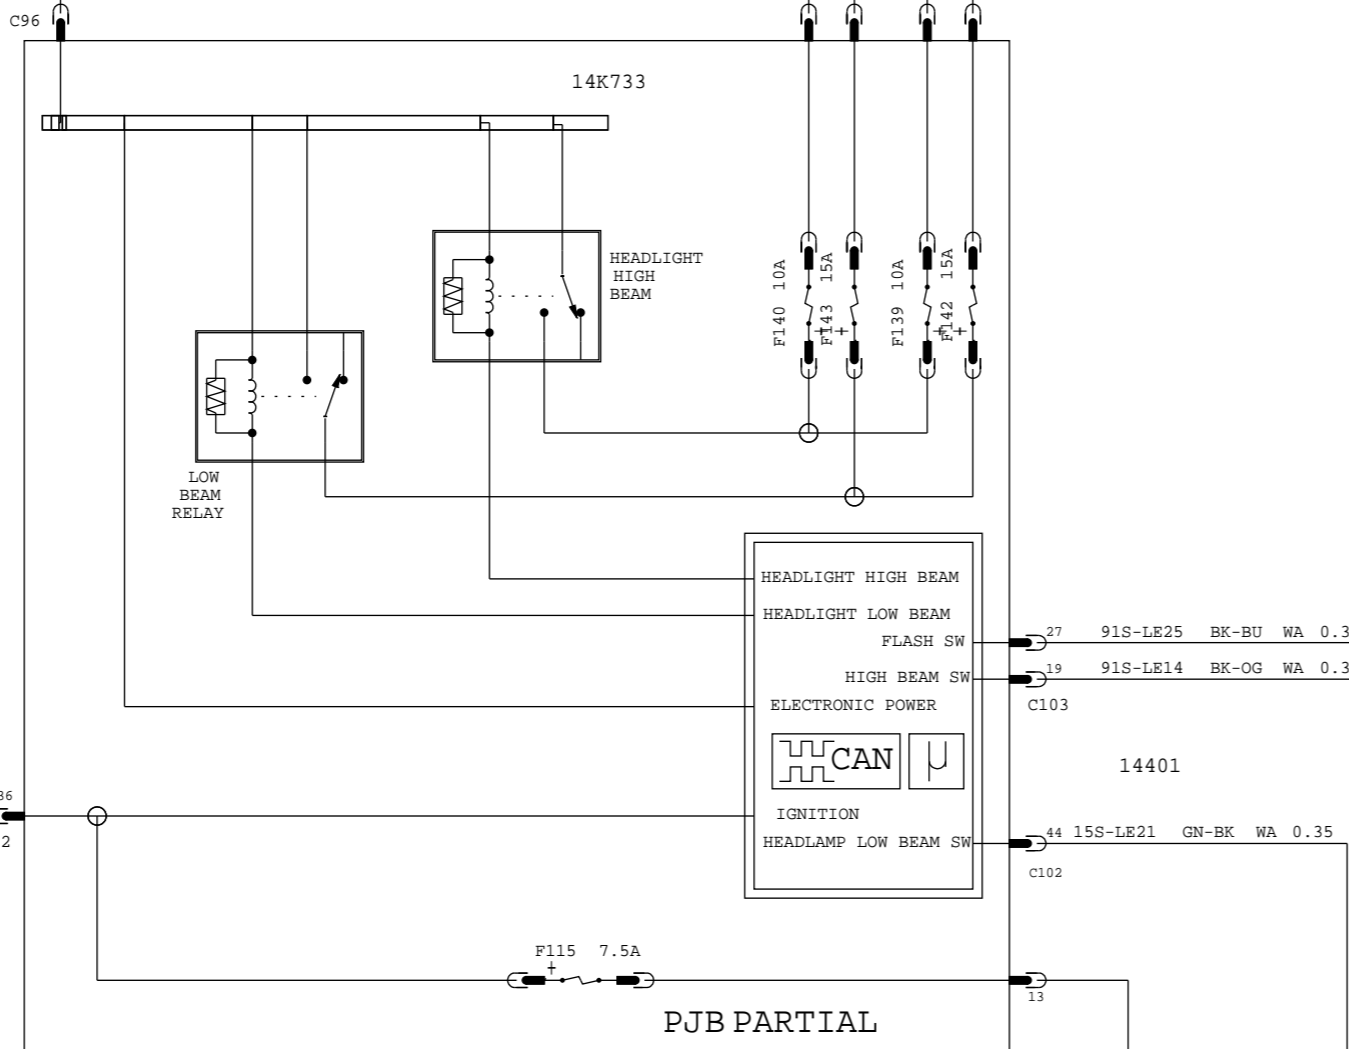 C96
14K733
HEADLIGHT
HIGH
BEAM
F140 10A
F143 15A
F139 10A
F142 15A
LOW
BEAM
RELAY
HEADLIGHT HIGH BEAM
HEADLIGHT LOW BEAM
FLASH SW
27 91S-LE25 BK-BU WA 0.3
HIGH BEAM SW
19 91S-LE14 BK-OG WA 0.3
ELECTRONIC POWER
C103
CAN
µ
14401
36
2
IGNITION
HEADLAMP LOW BEAM SW
44 15S-LE21 GN-BK WA 0.35
C102
F115 7.5A
13
PJB PARTIAL